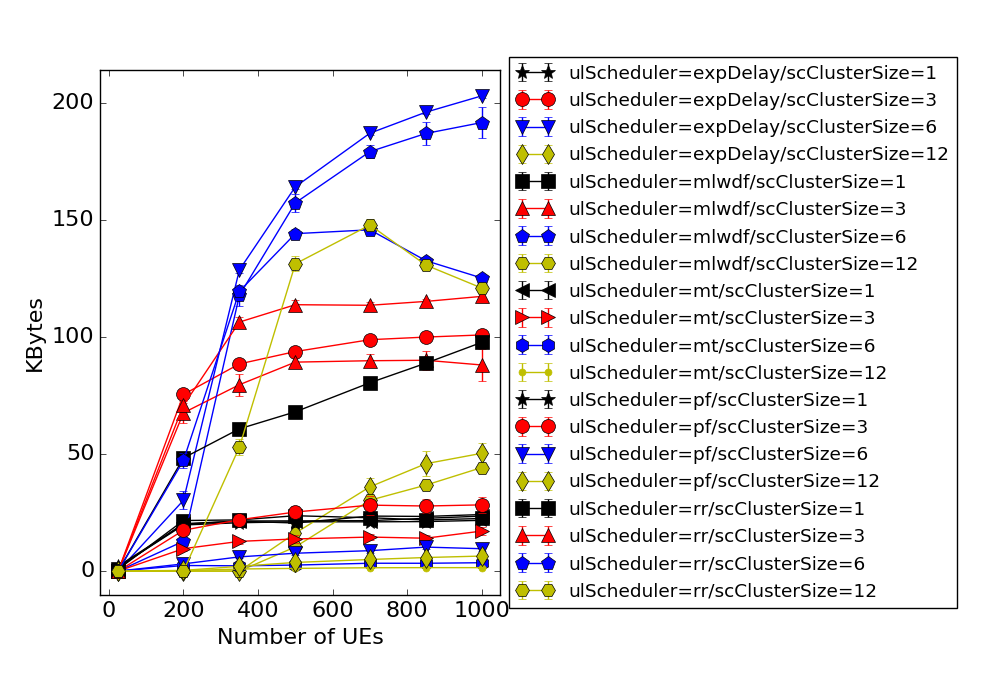 200
150
100
50
0
KBytes
0 200 400 600 800 1000
Number of UEs
ulScheduler=expDelay/scClusterSize=1
ulScheduler=expDelay/scClusterSize=3
ulScheduler=expDelay/scClusterSize=6
ulScheduler=expDelay/scClusterSize=12
ulScheduler=mlwdf/scClusterSize=1
ulScheduler=mlwdf/scClusterSize=3
ulScheduler=mlwdf/scClusterSize=6
ulScheduler=mlwdf/scClusterSize=12
ulScheduler=mt/scClusterSize=1
ulScheduler=mt/scClusterSize=3
ulScheduler=mt/scClusterSize=6
ulScheduler=mt/scClusterSize=12
ulScheduler=pf/scClusterSize=1
ulScheduler=pf/scClusterSize=3
ulScheduler=pf/scClusterSize=6
ulScheduler=pf/scClusterSize=12
ulScheduler=rr/scClusterSize=1
ulScheduler=rr/scClusterSize=3
ulScheduler=rr/scClusterSize=6
ulScheduler=rr/scClusterSize=12